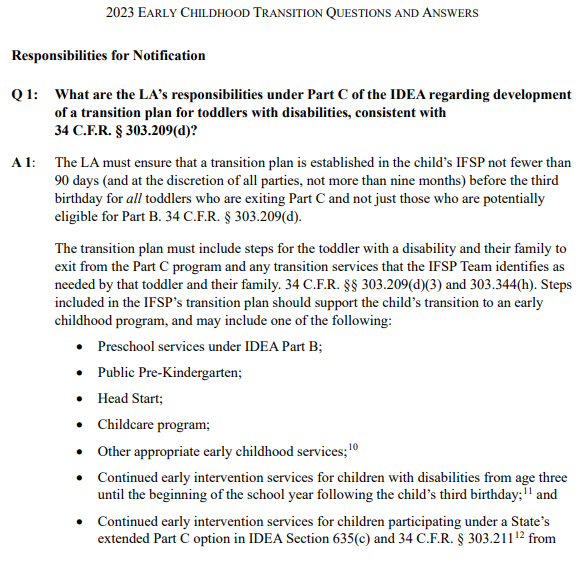 2023 EARLY CHILDHOOD TRANSITION QUESTIONS AND ANSWERS
Responsibilities for Notification
Q 1: What are the LA’s responsibilities under Part C of the IDEA regarding development
of a transition plan for toddlers with disabilities, consistent with
34 C.F.R. § 303.209(d)?
A 1: The LA must ensure that a transition plan is established in the child’s IFSP not fewer than
90 days (and at the discretion of all parties, not more than nine months) before the third
birthday for all toddlers who are exiting Part C and not just those who are potentially
eligible for Part B. 34 C.F.R. § 303.209(d).
The transition plan must include steps for the toddler with a disability and their family to
exit from the Part C program and any transition services that the IFSP Team identifies as
needed by that toddler and their family. 34 C.F.R. §§ 303.209(d)(3) and 303.344(h). Steps
included in the IFSP’s transition plan should support the child’s transition to an early
childhood program, and may include one of the following:
• Preschool services under IDEA Part B;
• Public Pre-Kindergarten;
• Head Start;
• Childcare program;
• Other appropriate early childhood services;10
• Continued early intervention services for children with disabilities from age three
until the beginning of the school year following the child’s third birthday;11 and
• Continued early intervention services for children participating under a State’s
extended Part C option in IDEA Section 635(c) and 34 C.F.R. § 303.21112 from